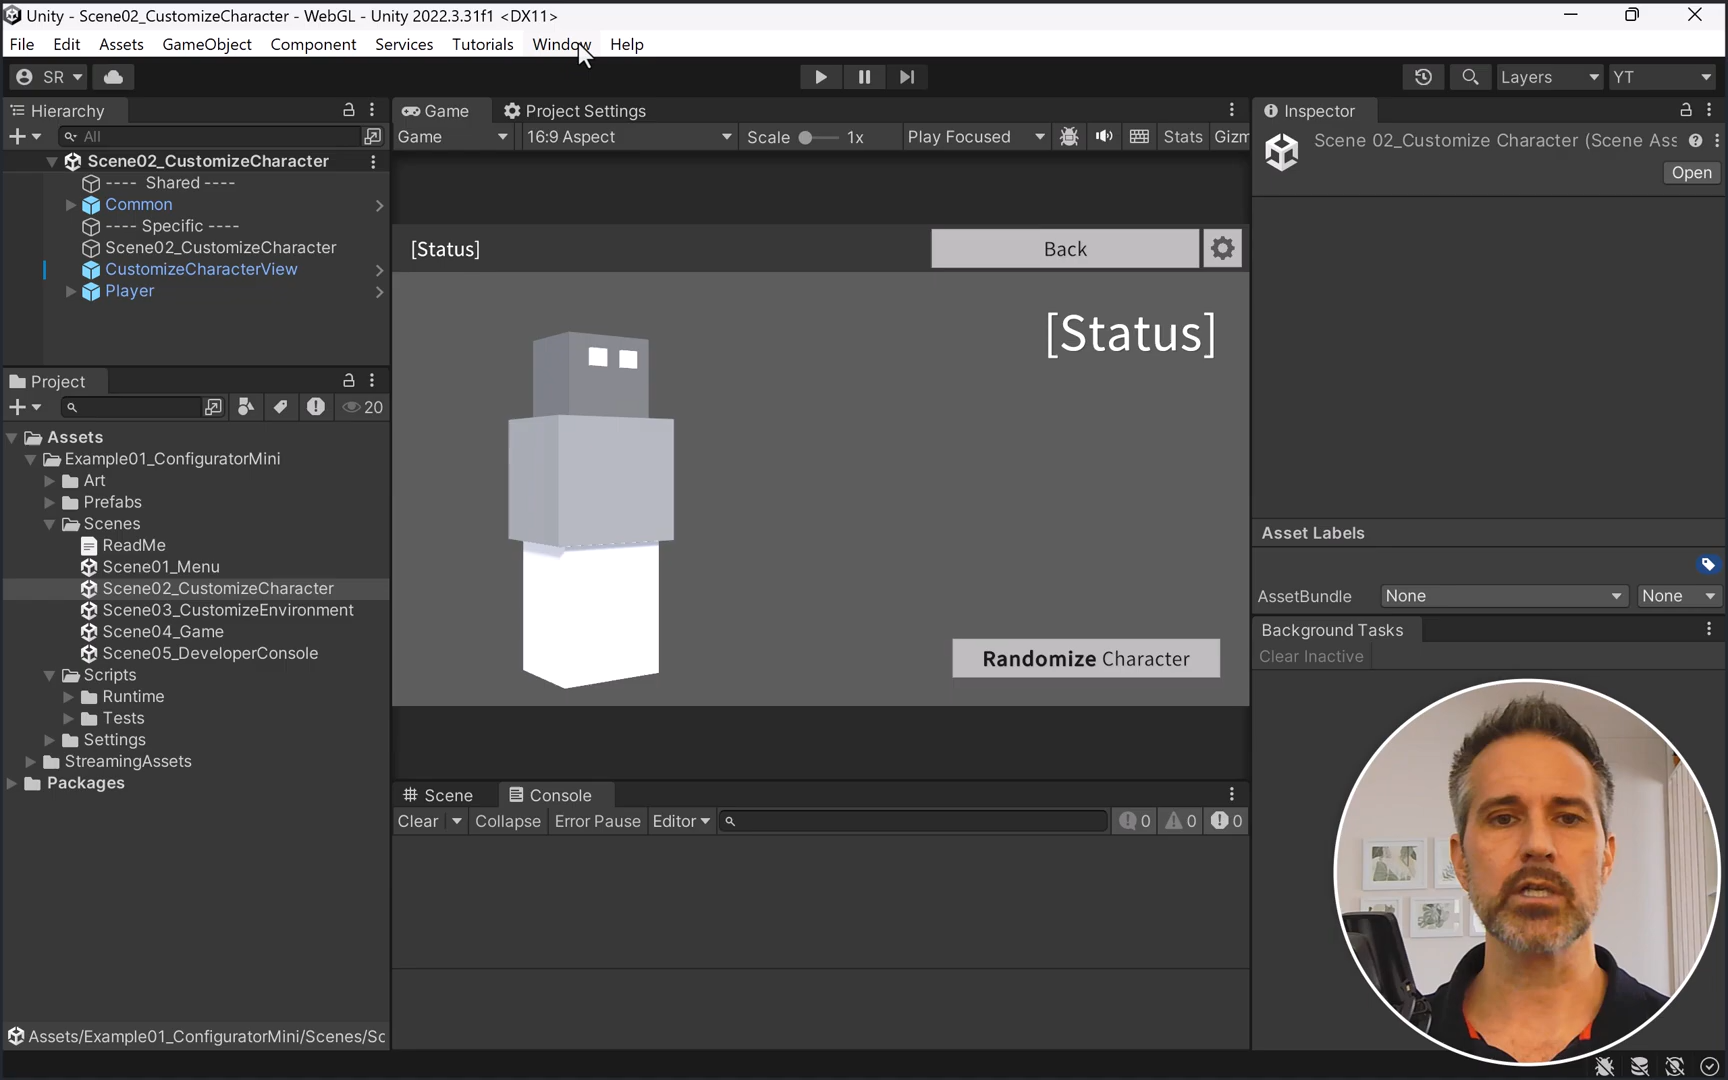 Unity - Scene02_CustomizeCharacter - WebGL - Unity 2022.3.31f1 <DX11>
File Edit Assets GameObject Component Services Tutorials Window Help
SR Layers YT
Hierarchy
All
Scene02_CustomizeCharacter
---- Shared ----
Common
---- Specific ----
Scene02_CustomizeCharacter
CustomizeCharacterView
Player
Project
20
Assets
Example01_ConfiguratorMini
Art
Prefabs
Scenes
ReadMe
Scene01_Menu
Scene02_CustomizeCharacter
Scene03_CustomizeEnvironment
Scene04_Game
Scene05_DeveloperConsole
Scripts
Runtime
Tests
Settings
StreamingAssets
Packages
Assets/Example01_ConfiguratorMini/Scenes/Sc
Game Project Settings
Game 16:9 Aspect Scale 1x Play Focused Stats Gizm
[Status] Back
[Status]
Randomize Character
Scene Console
Clear Collapse Error Pause Editor 0 0 0
Inspector
Scene 02_Customize Character (Scene Ass
Open
Asset Labels
AssetBundle None None
Background Tasks
Clear Inactive